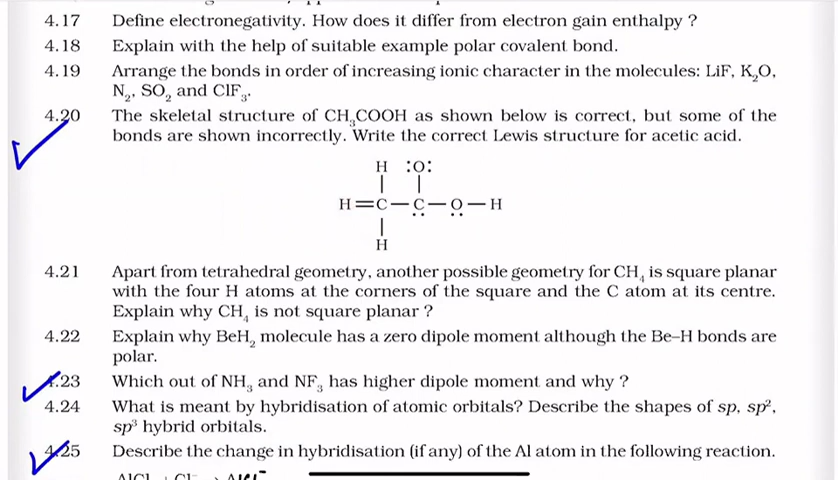 4.17 Define electronegativity. How does it differ from electron gain enthalpy ?
4.18 Explain with the help of suitable example polar covalent bond.
4.19 Arrange the bonds in order of increasing ionic character in the molecules: LiF, K₂O,
N₂, SO₂ and ClF₃.
4.20 The skeletal structure of CH₃COOH as shown below is correct, but some of the
bonds are shown incorrectly. Write the correct Lewis structure for acetic acid.
H :O:
| |
H=C—C—O—H
|
H
4.21 Apart from tetrahedral geometry, another possible geometry for CH₄ is square planar
with the four H atoms at the corners of the square and the C atom at its centre.
Explain why CH₄ is not square planar ?
4.22 Explain why BeH₂ molecule has a zero dipole moment although the Be–H bonds are
polar.
4.23 Which out of NH₃ and NF₃ has higher dipole moment and why ?
4.24 What is meant by hybridisation of atomic orbitals? Describe the shapes of sp, sp²,
sp³ hybrid orbitals.
4.25 Describe the change in hybridisation (if any) of the Al atom in the following reaction.